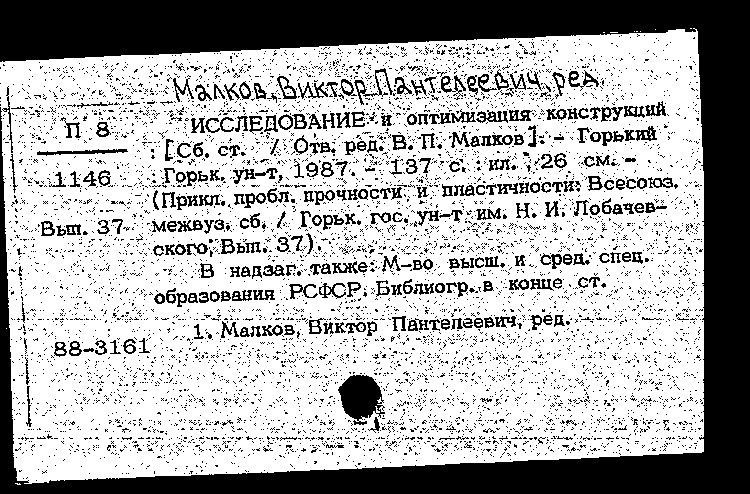 Малков, Виктор Пантелеевич, ред.
П 8
1146
Вып. 37
ИССЛЕДОВАНИЕ и оптимизация конструкций
: [Сб. ст. / Отв. ред. В. П. Малков]. - Горький
: Горьк. ун-т, 1987. - 137 с. : ил. ; 26 см. -
(Прикл. пробл. прочности и пластичности: Всесоюз.
межвуз. сб. / Горьк. гос. ун-т им. Н. И. Лобачев-
ского; Вып. 37).
В надзаг. также: М-во высш. и сред. спец.
образования РСФСР. Библиогр. в конце ст.
1. Малков, Виктор Пантелеевич, ред.
88-3161